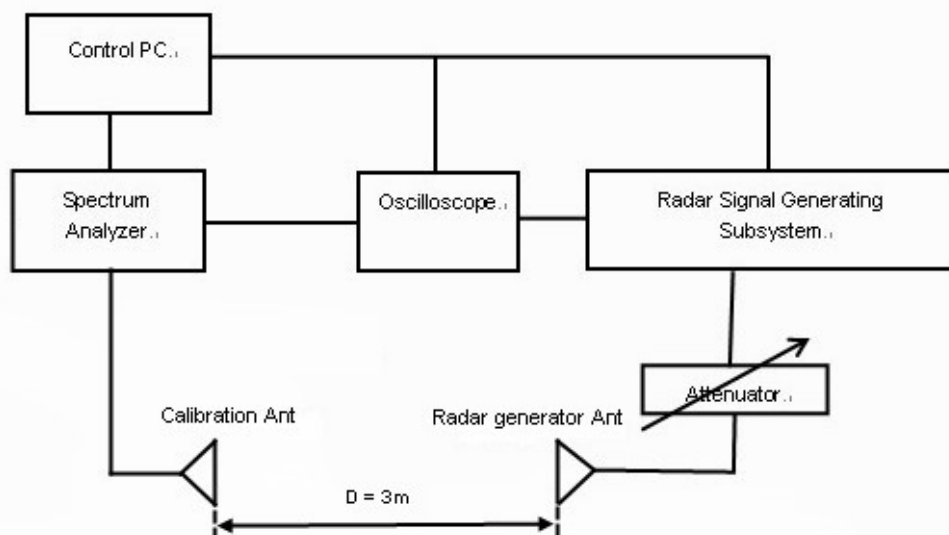 Control PC.
Spectrum
Analyzer.
Oscilloscope.
Radar Signal Generating
Subsystem.
Attenuator.
Calibration Ant
Radar generator Ant
D = 3m